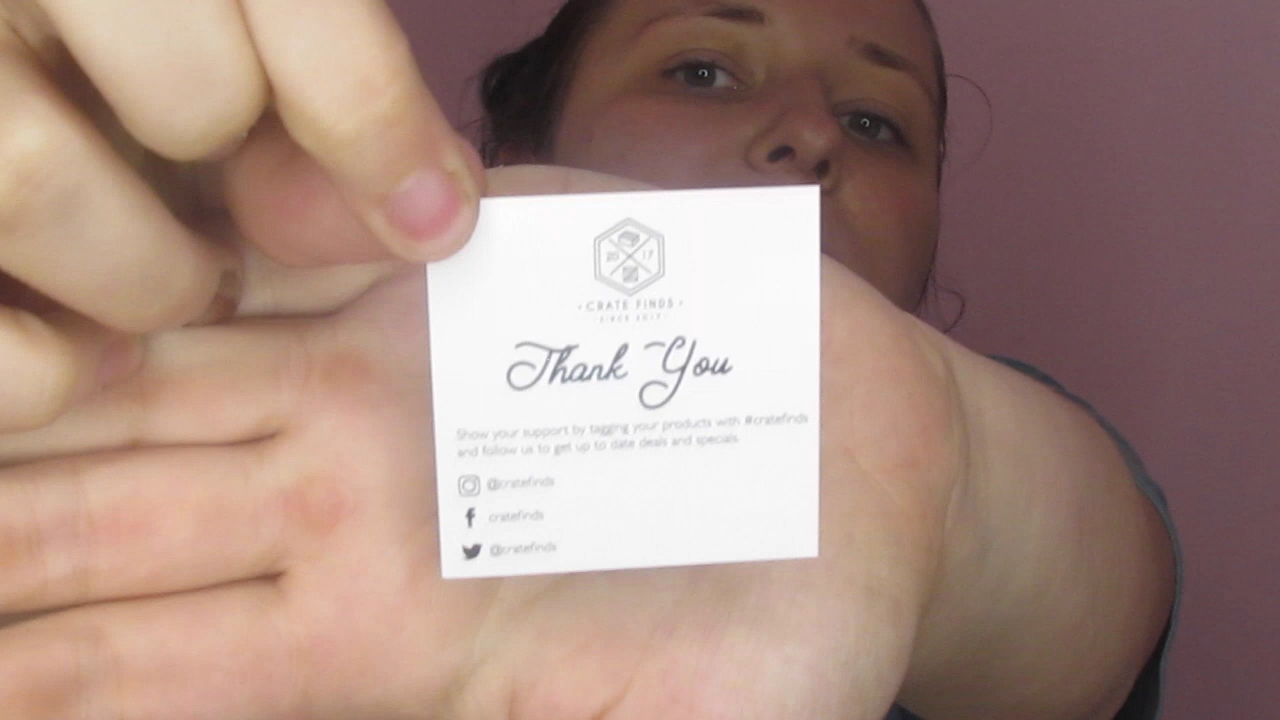 20 17
• CRATE FINDS •
SINCE 2017
Thank You
Show your support by tagging your products with #cratefinds
and follow us to get up to date deals and specials.
@cratefinds
cratefinds
@cratefinds